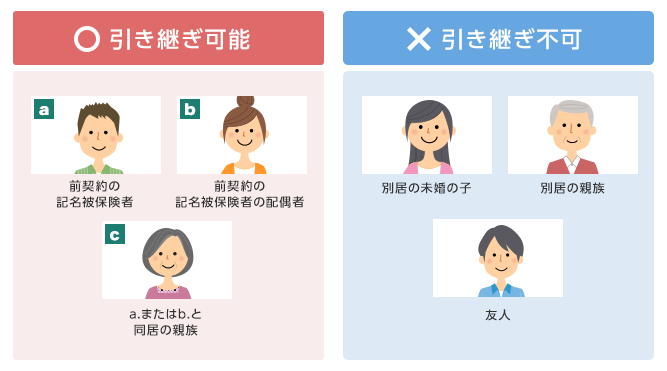 ○ 引き継ぎ可能
× 引き継ぎ不可
a
前契約の
記名被保険者
b
前契約の
記名被保険者の配偶者
c
a.またはb.と
同居の親族
別居の未婚の子
別居の親族
友人